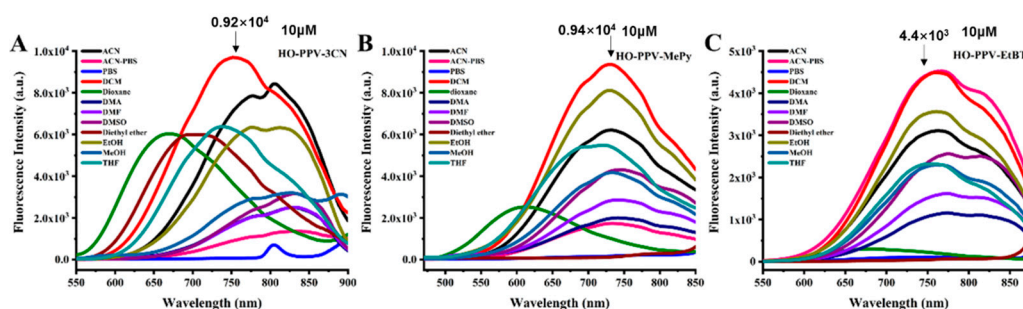 A
0.92×10⁴
10μM
HO-PPV-3CN
1.0x10⁴
8.0x10³
6.0x10³
4.0x10³
2.0x10³
0.0
Fluorescence Intensity (a.u.)
ACN
ACN-PBS
PBS
DCM
Dioxane
DMA
DMF
DMSO
Diethyl ether
EtOH
MeOH
THF
550 600 650 700 750 800 850 900
Wavelength (nm)
B
0.94×10⁴
10μM
HO-PPV-MePy
1.0x10⁴
8.0x10³
6.0x10³
4.0x10³
2.0x10³
0.0
Fluorescence Intensity (a.u.)
ACN
ACN-PBS
PBS
DCM
dioxane
DMA
DMF
DMSO
Diethyl ether
EtOH
MeOH
THF
500 550 600 650 700 750 800 850
Wavelength (nm)
C
4.4×10³
10μM
HO-PPV-EtBT
5x10³
4x10³
3x10³
2x10³
1x10³
0
Fluorescence Intensity (a.u.)
ACN
ACN-PBS
PBS
DCM
Dioxane
DMA
DMF
DMSO
Diethyl ether
EtOH
MeOH
THF
550 600 650 700 750 800 850
Wavelength (nm)